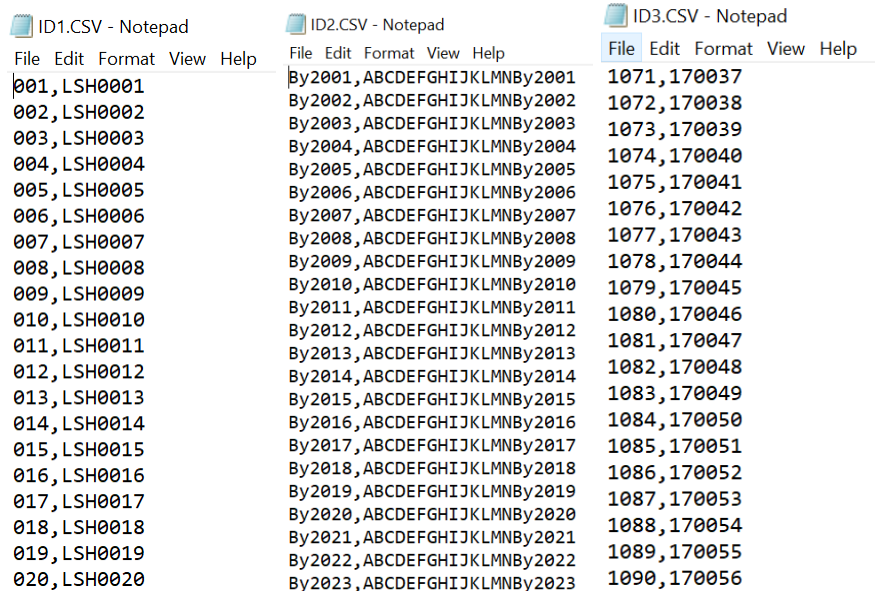 ID1.CSV - Notepad
File Edit Format View Help
001,LSH0001
002,LSH0002
003,LSH0003
004,LSH0004
005,LSH0005
006,LSH0006
007,LSH0007
008,LSH0008
009,LSH0009
010,LSH0010
011,LSH0011
012,LSH0012
013,LSH0013
014,LSH0014
015,LSH0015
016,LSH0016
017,LSH0017
018,LSH0018
019,LSH0019
020,LSH0020
ID2.CSV - Notepad
File Edit Format View Help
By2001,ABCDEFGHIJKLMNBy2001
By2002,ABCDEFGHIJKLMNBy2002
By2003,ABCDEFGHIJKLMNBy2003
By2004,ABCDEFGHIJKLMNBy2004
By2005,ABCDEFGHIJKLMNBy2005
By2006,ABCDEFGHIJKLMNBy2006
By2007,ABCDEFGHIJKLMNBy2007
By2008,ABCDEFGHIJKLMNBy2008
By2009,ABCDEFGHIJKLMNBy2009
By2010,ABCDEFGHIJKLMNBy2010
By2011,ABCDEFGHIJKLMNBy2011
By2012,ABCDEFGHIJKLMNBy2012
By2013,ABCDEFGHIJKLMNBy2013
By2014,ABCDEFGHIJKLMNBy2014
By2015,ABCDEFGHIJKLMNBy2015
By2016,ABCDEFGHIJKLMNBy2016
By2017,ABCDEFGHIJKLMNBy2017
By2018,ABCDEFGHIJKLMNBy2018
By2019,ABCDEFGHIJKLMNBy2019
By2020,ABCDEFGHIJKLMNBy2020
By2021,ABCDEFGHIJKLMNBy2021
By2022,ABCDEFGHIJKLMNBy2022
By2023,ABCDEFGHIJKLMNBy2023
ID3.CSV - Notepad
File Edit Format View Help
1071,170037
1072,170038
1073,170039
1074,170040
1075,170041
1076,170042
1077,170043
1078,170044
1079,170045
1080,170046
1081,170047
1082,170048
1083,170049
1084,170050
1085,170051
1086,170052
1087,170053
1088,170054
1089,170055
1090,170056